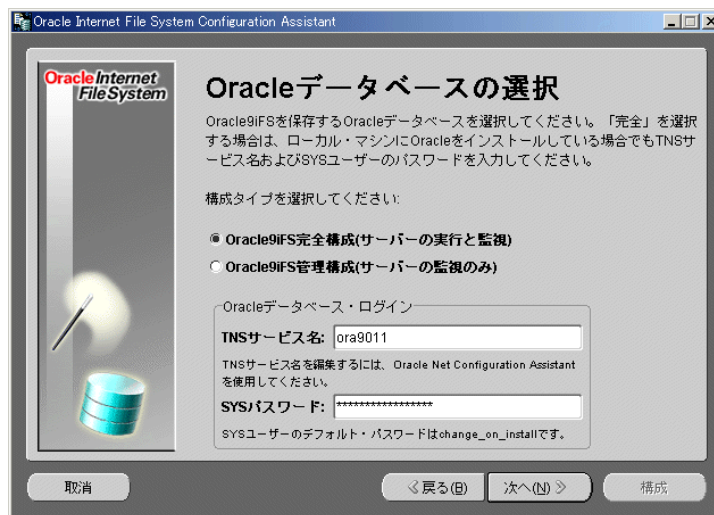 Oracle Internet File System Configuration Assistant
Oracle Internet
File System
Oracleデータベースの選択
Oracle9iFSを保存するOracleデータベースを選択してください。「完全」を選択
する場合は、ローカル・マシンにOracleをインストールしている場合でもTNSサ
ービス名およびSYSユーザーのパスワードを入力してください。
構成タイプを選択してください:
Oracle9iFS完全構成(サーバーの実行と監視)
Oracle9iFS管理構成(サーバーの監視のみ)
Oracleデータベース・ログイン
TNSサービス名: ora9011
TNSサービス名を編集するには、Oracle Net Configuration Assistant
を使用してください。
SYSパスワード: *****************
SYSユーザーのデフォルト・パスワードはchange_on_installです。
取消
戻る(B)
次へ(N)
構成